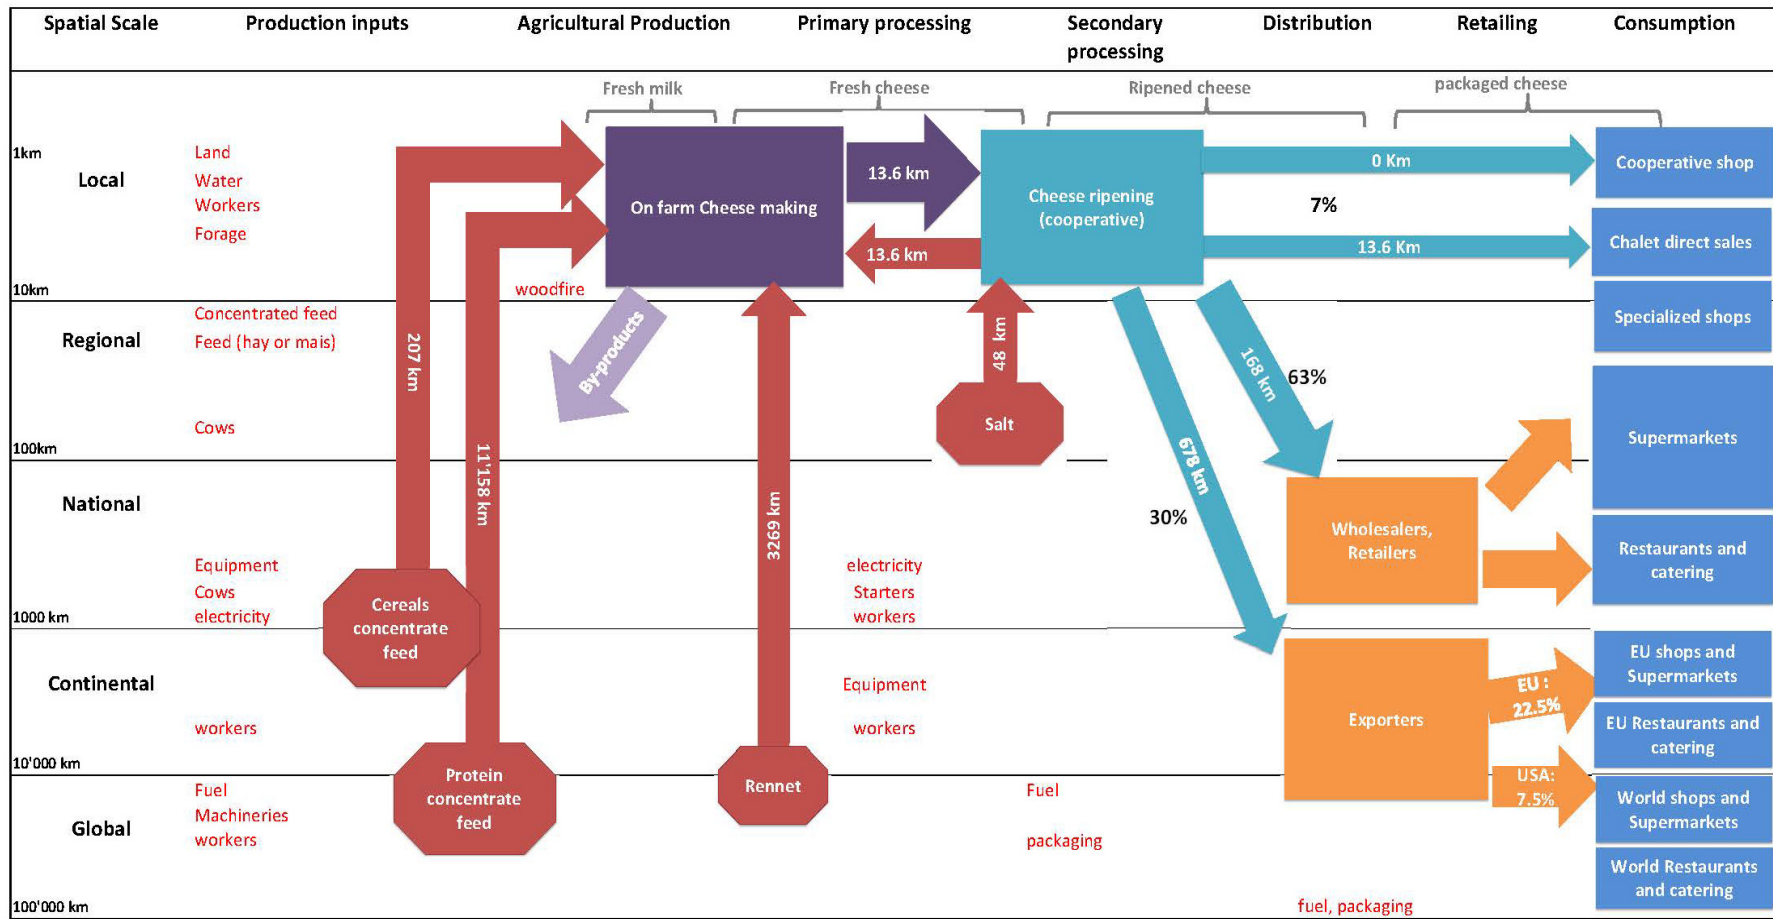 Spatial Scale
Production inputs
Agricultural Production
Primary processing
Secondary
processing
Distribution
Retailing
Consumption
Fresh milk
Fresh cheese
Ripened cheese
packaged cheese
1km
Local
Land
Water
Workers
Forage
On farm Cheese making
13.6 km
13.6 km
Cheese ripening
(cooperative)
0 Km
7%
13.6 Km
Cooperative shop
Chalet direct sales
10km
woodfire
Regional
Concentrated feed
Feed (hay or mais)
Cows
207 km
11'158 km
By-products
3269 km
48 km
Salt
168 km
63%
678 km
30%
Specialized shops
Supermarkets
100km
National
Equipment
Cows
electricity
Cereals
concentrate
feed
electricity
Starters
workers
Wholesalers,
Retailers
Restaurants and
catering
1000 km
Continental
workers
Equipment
workers
Exporters
EU :
22.5%
EU shops and
Supermarkets
EU Restaurants and
catering
10'000 km
Global
Fuel
Machineries
workers
Protein
concentrate
feed
Rennet
Fuel
packaging
USA:
7.5%
World shops and
Supermarkets
World Restaurants
and catering
100'000 km
fuel, packaging